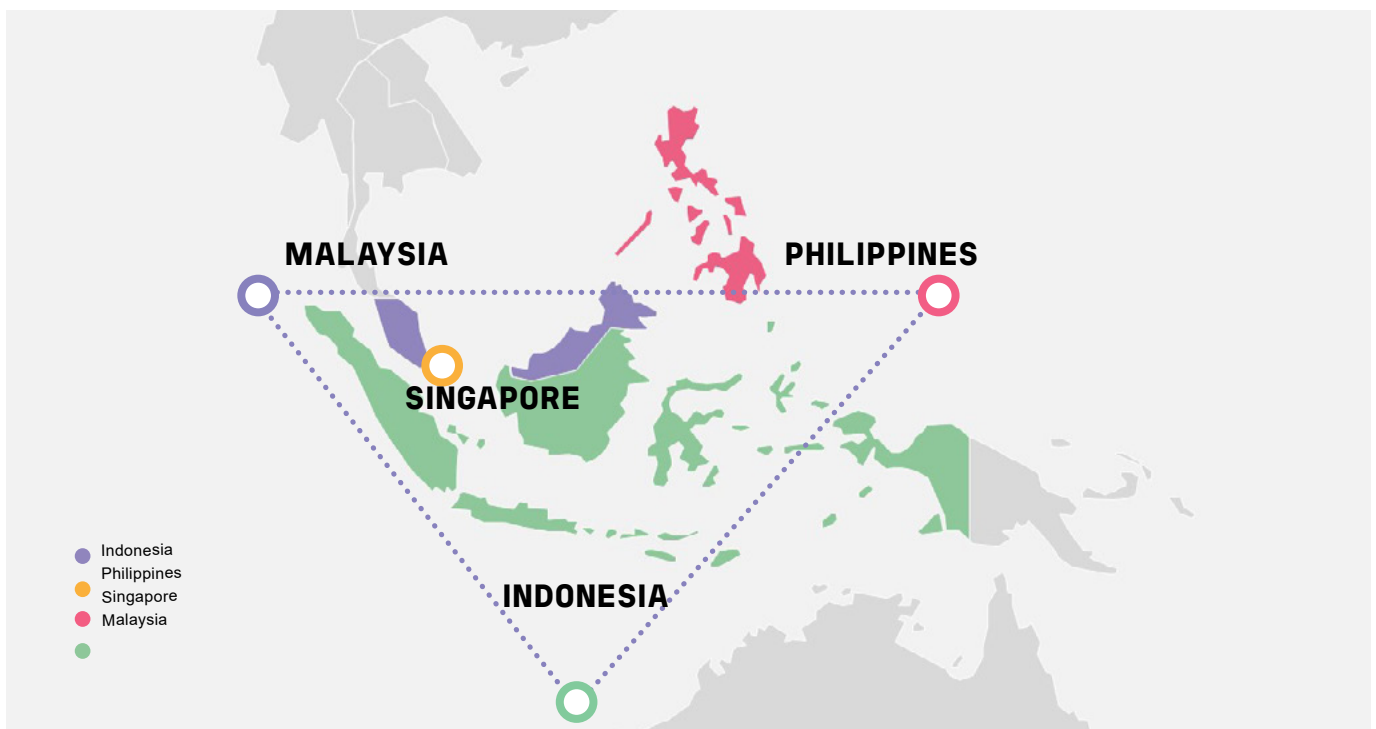 MALAYSIA
PHILIPPINES
SINGAPORE
INDONESIA
Indonesia
Philippines
Singapore
Malaysia